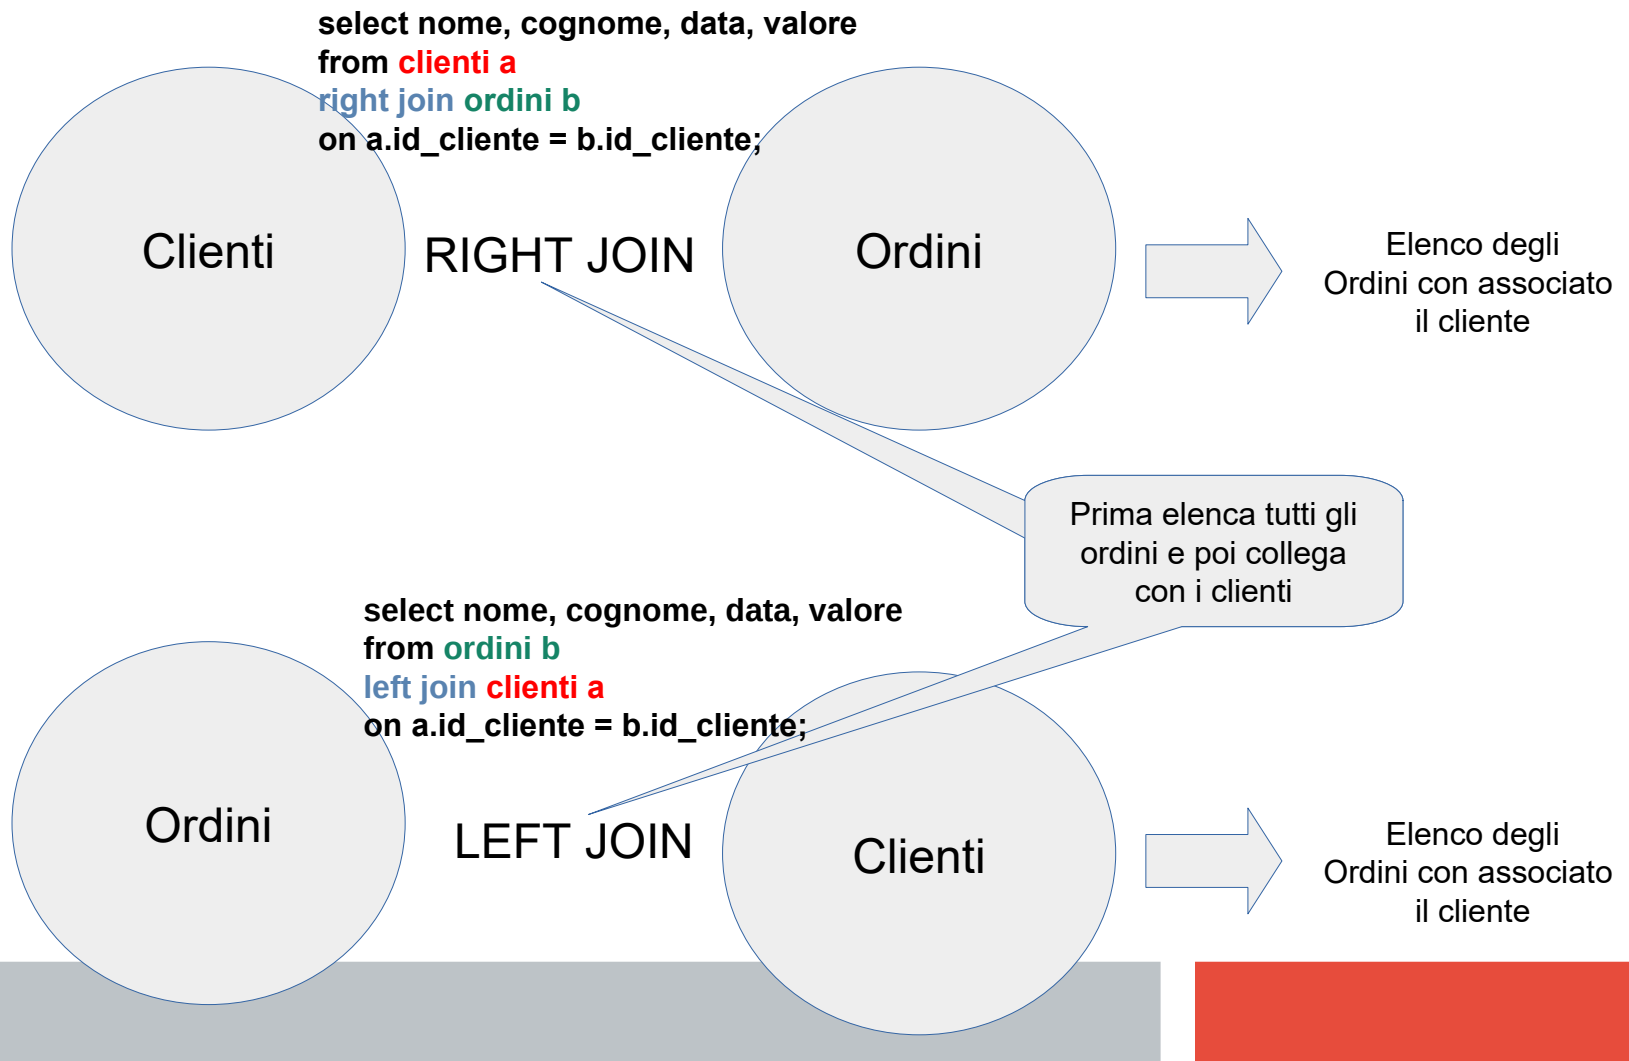 select nome, cognome, data, valore
from clienti a
right join ordini b
on a.id_cliente = b.id_cliente;
Clienti
RIGHT JOIN
Ordini
Elenco degli
Ordini con associato
il cliente
Prima elenca tutti gli
ordini e poi collega
con i clienti
select nome, cognome, data, valore
from ordini b
left join clienti a
on a.id_cliente = b.id_cliente;
Ordini
LEFT JOIN
Clienti
Elenco degli
Ordini con associato
il cliente